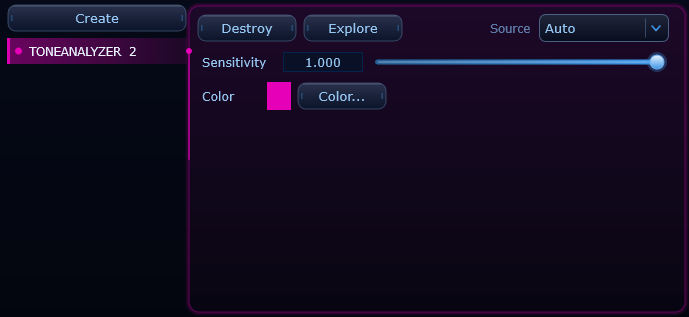 Create
TONEANALYZER 2
Destroy
Explore
Source
Auto
Sensitivity
1.000
Color
Color...